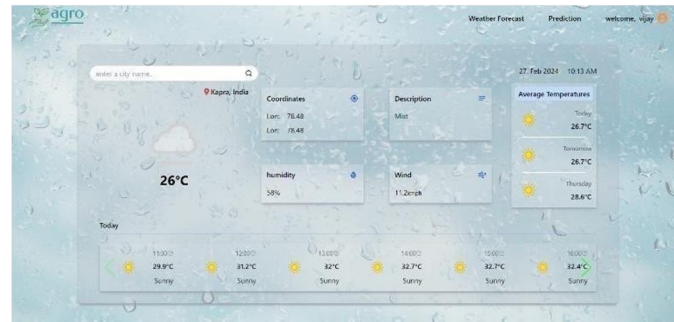 agro
Weather Forecast Prediction welcome, vijay
enter a city name.
27 Feb 2024 10:13 AM
Kapra, India
26°C
Coordinates
Lon: 78.48
Lon: 78.48
Description
Mist
humidity
58%
Wind
11.2kmph
Average Temperatures
Today
26.7°C
Tomorrow
26.7°C
Thursday
28.6°C
Today
11:00 12:00 13:00 14:00 15:00 16:00
29.9°C 31.2°C 32°C 32.7°C 32.7°C 32.4°C
Sunny Sunny Sunny Sunny Sunny Sunny